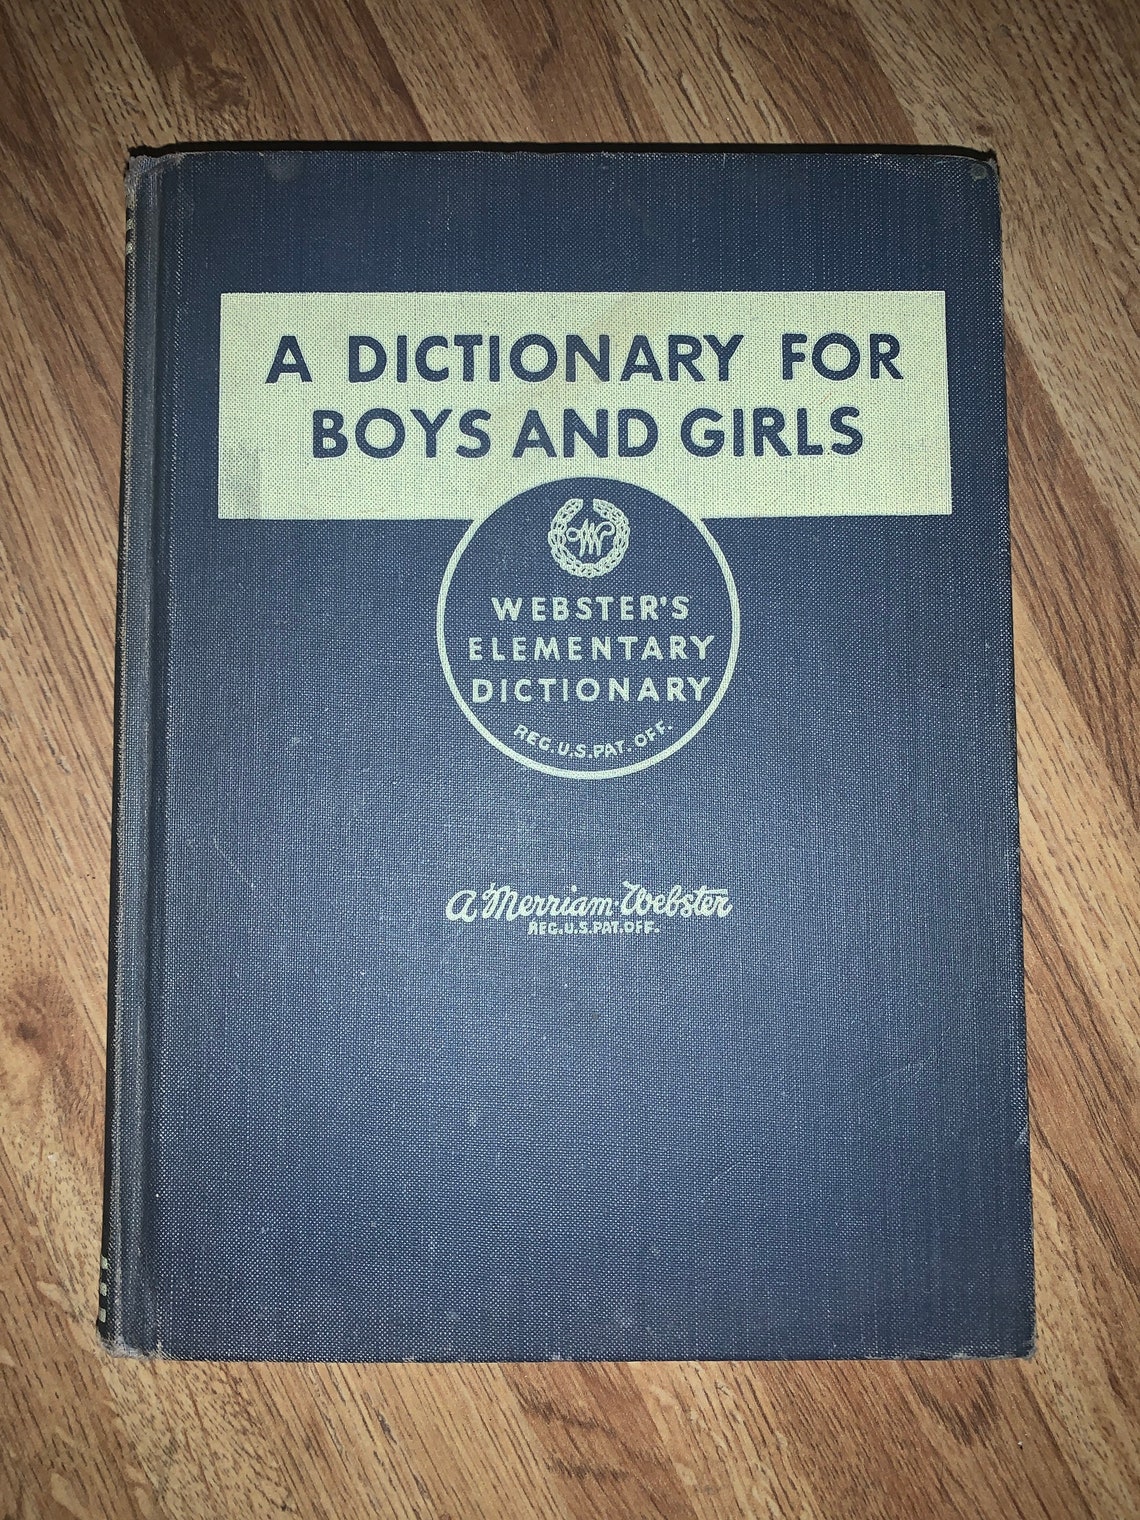 A DICTIONARY FOR
BOYS AND GIRLS
W
WEBSTER'S
ELEMENTARY
DICTIONARY
REG. U.S. PAT. OFF.
A Merriam-Webster
REG. U.S. PAT. OFF.